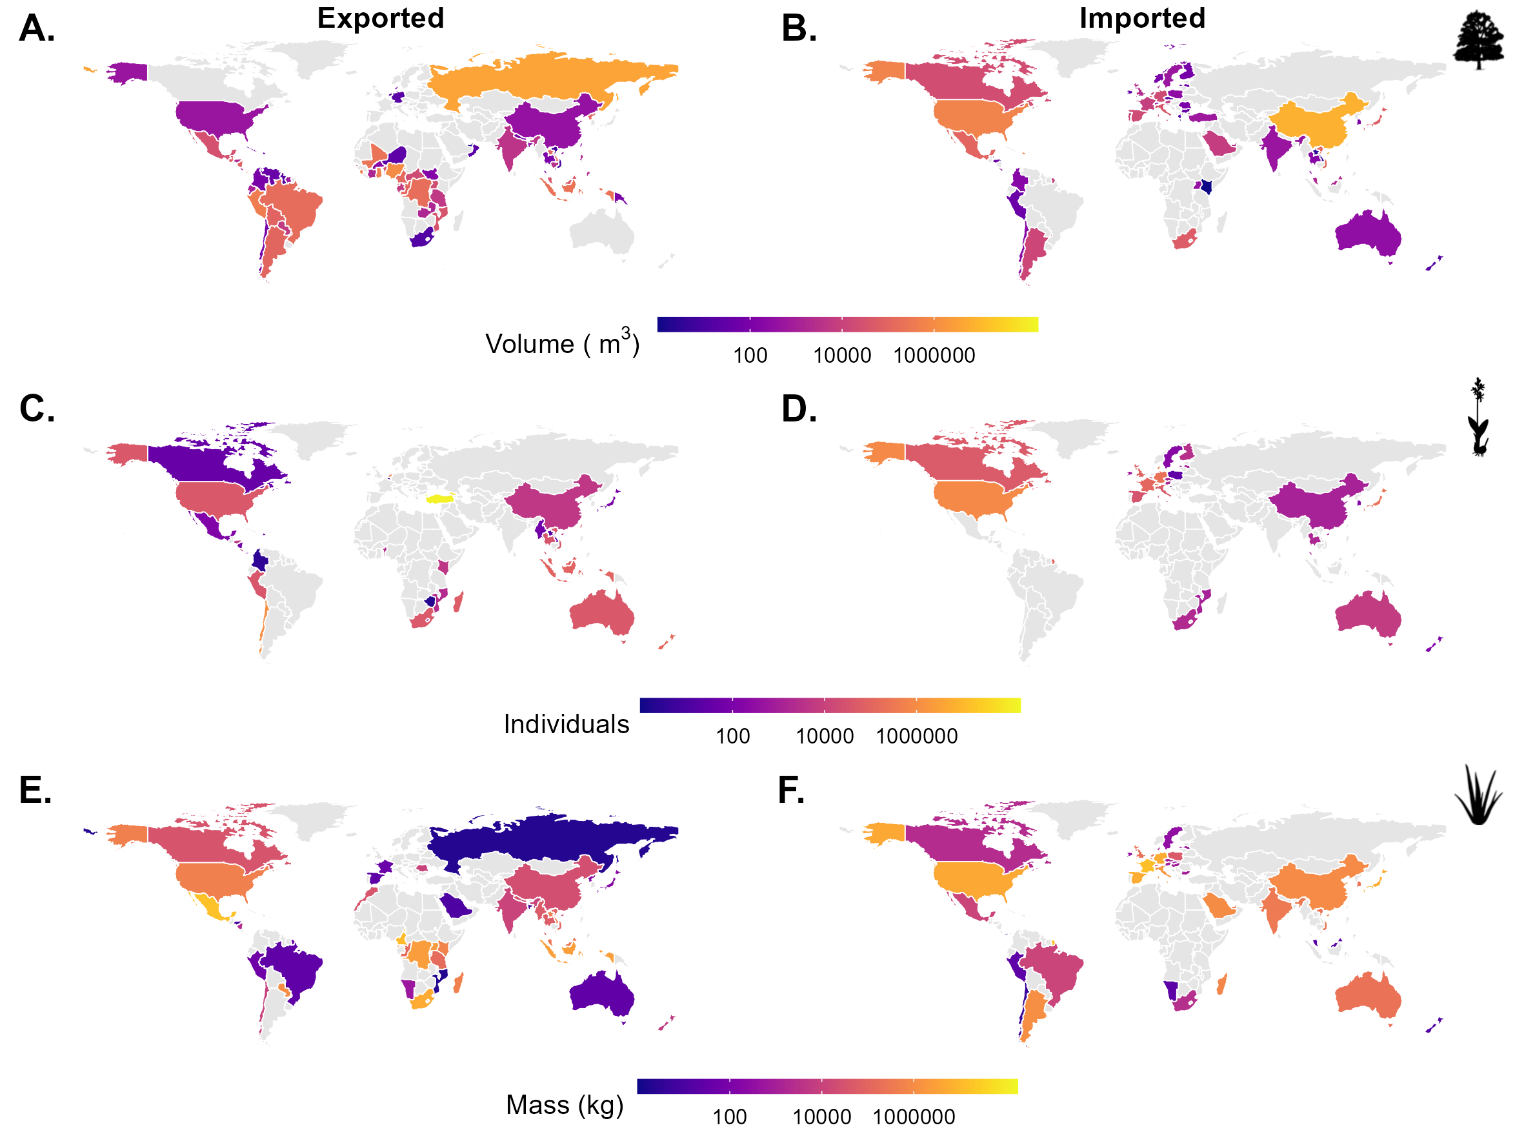 Exported
Imported
A.
B.
Volume ( m³)
100 10000 1000000
C.
D.
Individuals
100 10000 1000000
E.
F.
Mass (kg)
100 10000 1000000